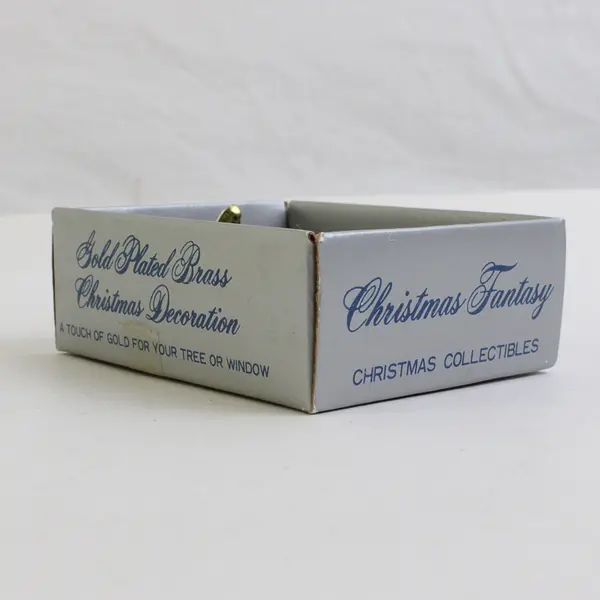 Gold Plated Brass
Christmas Decoration
A TOUCH OF GOLD FOR YOUR TREE OR WINDOW
Christmas Fantasy
CHRISTMAS COLLECTIBLES